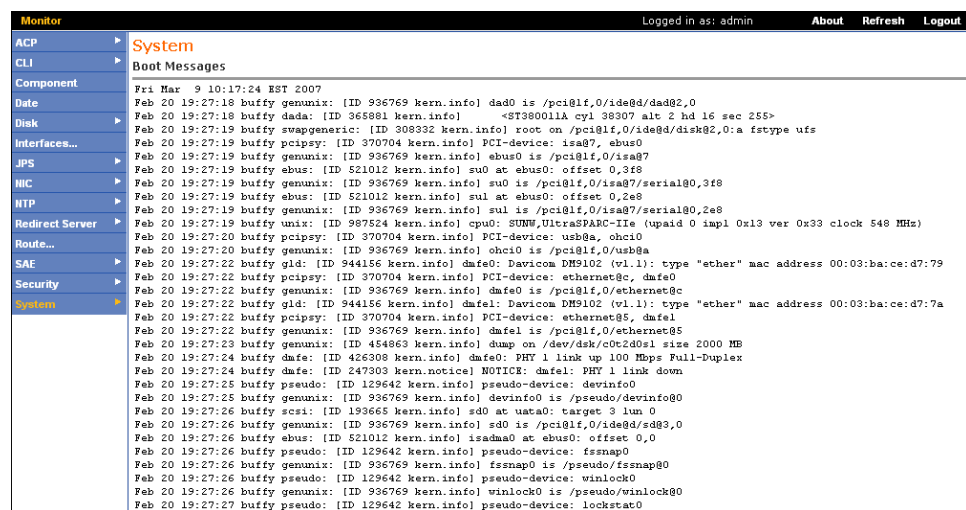 Monitor
Logged in as: admin About Refresh Logout
ACP
CLI
Component
Date
Disk
Interfaces...
JPS
NIC
NTP
Redirect Server
Route...
SAE
Security
System
System
Boot Messages
Fri Mar  9 10:17:24 EST 2007
Feb 20 19:27:18 buffy genunix: [ID 936769 kern.info] dad0 is /pci@1f,0/ide@d/dad@2,0
Feb 20 19:27:18 buffy dada: [ID 365881 kern.info]      <ST380011A cyl 38307 alt 2 hd 16 sec 255>
Feb 20 19:27:19 buffy swapgeneric: [ID 308332 kern.info] root on /pci@1f,0/ide@d/disk@2,0:a fstype ufs
Feb 20 19:27:19 buffy pcipsy: [ID 370704 kern.info] PCI-device: isa@7, ebus0
Feb 20 19:27:19 buffy genunix: [ID 936769 kern.info] ebus0 is /pci@1f,0/isa@7
Feb 20 19:27:19 buffy ebus: [ID 521012 kern.info] su0 at ebus0: offset 0,3f8
Feb 20 19:27:19 buffy genunix: [ID 936769 kern.info] su0 is /pci@1f,0/isa@7/serial@0,3f8
Feb 20 19:27:19 buffy ebus: [ID 521012 kern.info] su1 at ebus0: offset 0,2e8
Feb 20 19:27:19 buffy genunix: [ID 936769 kern.info] su1 is /pci@1f,0/isa@7/serial@0,2e8
Feb 20 19:27:19 buffy unix: [ID 987524 kern.info] cpu0: SUNW,UltraSPARC-IIe (upaid 0 impl 0x13 ver 0x33 clock 548 MHz)
Feb 20 19:27:20 buffy pcipsy: [ID 370704 kern.info] PCI-device: usb@a, ohci0
Feb 20 19:27:20 buffy genunix: [ID 936769 kern.info] ohci0 is /pci@1f,0/usb@a
Feb 20 19:27:22 buffy gld: [ID 944156 kern.info] dmfe0: Davicom DM9102 (v1.1): type "ether" mac address 00:03:ba:ce:d7:79
Feb 20 19:27:22 buffy pcipsy: [ID 370704 kern.info] PCI-device: ethernet@c, dmfe0
Feb 20 19:27:22 buffy genunix: [ID 936769 kern.info] dmfe0 is /pci@1f,0/ethernet@c
Feb 20 19:27:22 buffy gld: [ID 944156 kern.info] dmfe1: Davicom DM9102 (v1.1): type "ether" mac address 00:03:ba:ce:d7:7a
Feb 20 19:27:22 buffy pcipsy: [ID 370704 kern.info] PCI-device: ethernet@5, dmfe1
Feb 20 19:27:22 buffy genunix: [ID 936769 kern.info] dmfe1 is /pci@1f,0/ethernet@5
Feb 20 19:27:23 buffy genunix: [ID 454863 kern.info] dump on /dev/dsk/c0t2d0s1 size 2000 MB
Feb 20 19:27:24 buffy dmfe: [ID 426308 kern.info] dmfe0: PHY 1 link up 100 Mbps Full-Duplex
Feb 20 19:27:24 buffy dmfe: [ID 247303 kern.notice] NOTICE: dmfe1: PHY 1 link down
Feb 20 19:27:25 buffy pseudo: [ID 129642 kern.info] pseudo-device: devinfo0
Feb 20 19:27:25 buffy genunix: [ID 936769 kern.info] devinfo0 is /pseudo/devinfo@0
Feb 20 19:27:26 buffy scsi: [ID 193665 kern.info] sd0 at uata0: target 3 lun 0
Feb 20 19:27:26 buffy genunix: [ID 936769 kern.info] sd0 is /pci@1f,0/ide@d/sd@3,0
Feb 20 19:27:26 buffy ebus: [ID 521012 kern.info] isadma0 at ebus0: offset 0,0
Feb 20 19:27:26 buffy pseudo: [ID 129642 kern.info] pseudo-device: fssnap0
Feb 20 19:27:26 buffy genunix: [ID 936769 kern.info] fssnap0 is /pseudo/fssnap@0
Feb 20 19:27:26 buffy pseudo: [ID 129642 kern.info] pseudo-device: winlock0
Feb 20 19:27:26 buffy genunix: [ID 936769 kern.info] winlock0 is /pseudo/winlock@0
Feb 20 19:27:27 buffy pseudo: [ID 129642 kern.info] pseudo-device: lockstat0